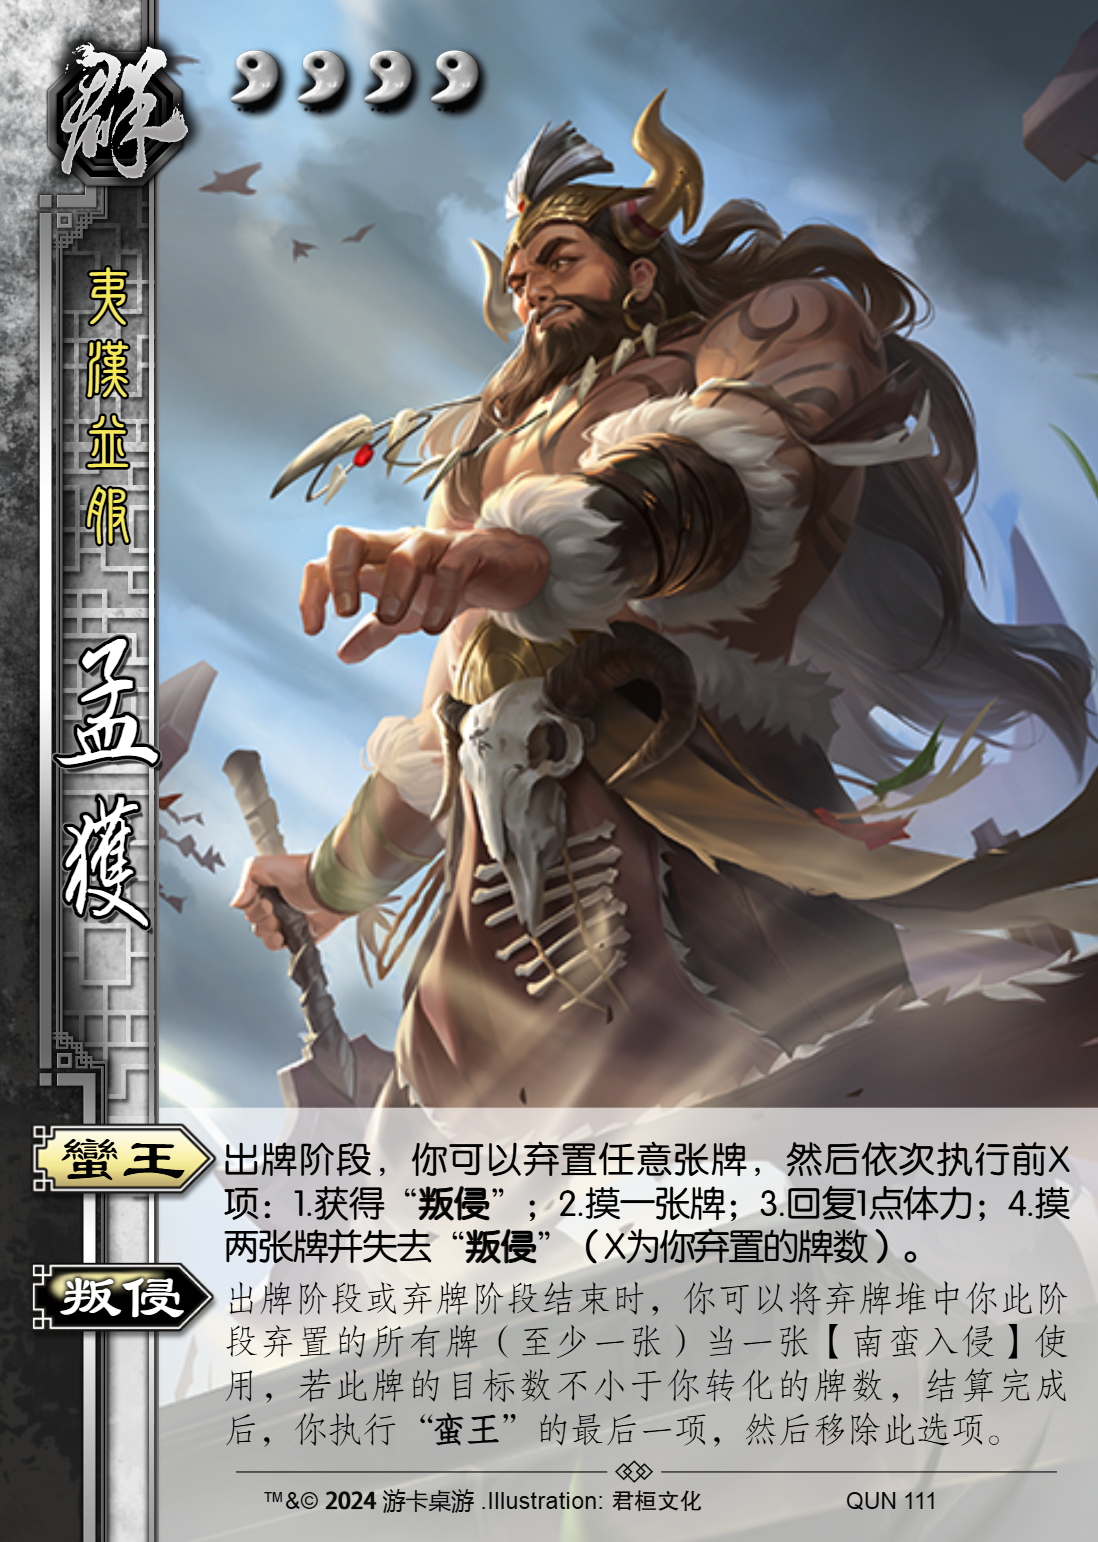 群
夷漢並服
孟獲
蠻王
出牌阶段，你可以弃置任意张牌，然后依次执行前X
项：1.获得“叛侵”；2.摸一张牌；3.回复1点体力；4.摸
两张牌并失去“叛侵”（X为你弃置的牌数）。
叛侵
出牌阶段或弃牌阶段结束时，你可以将弃牌堆中你此阶
段弃置的所有牌（至少一张）当一张【南蛮入侵】使
用，若此牌的目标数不小于你转化的牌数，结算完成
后，你执行“蛮王”的最后一项，然后移除此选项。
™&© 2024 游卡桌游 .Illustration: 君桓文化
QUN 111